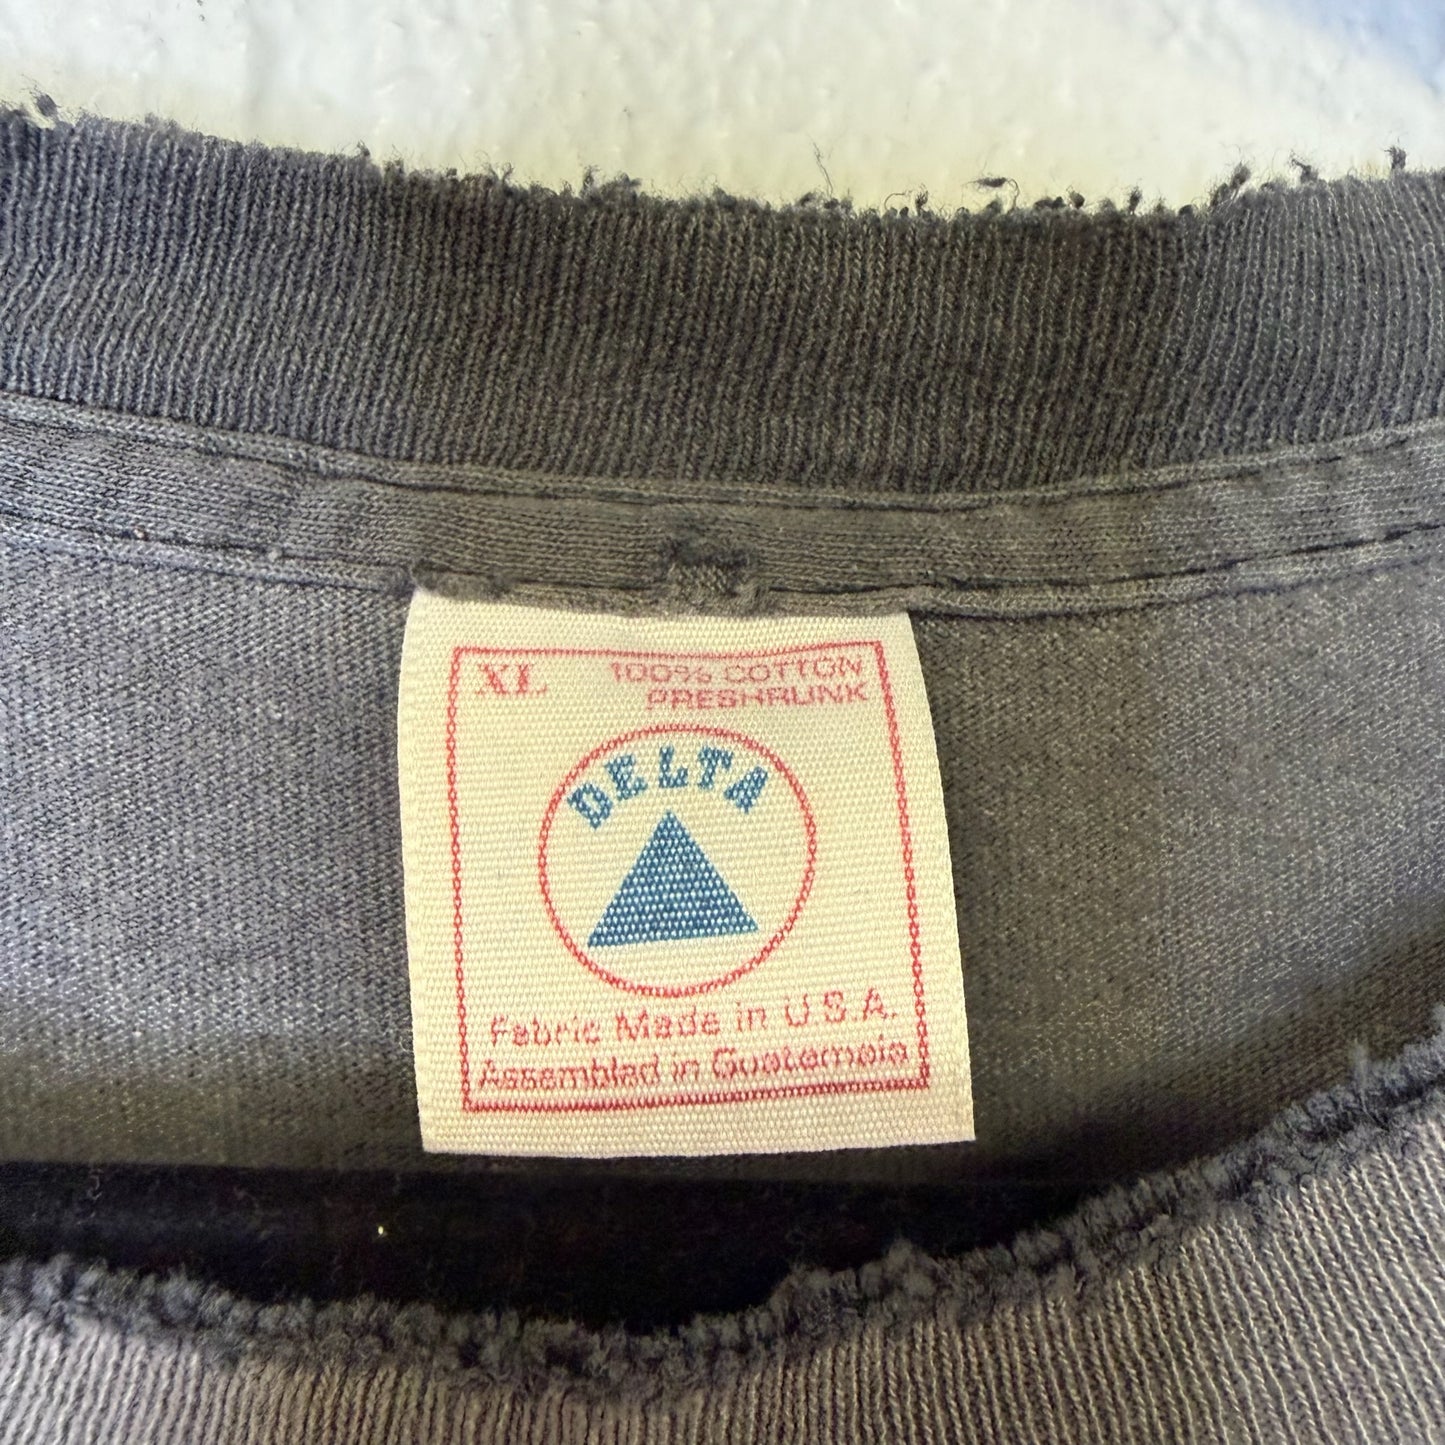 XL 100% COTTON
PRESHRUNK
DELTA
Fabric Made in U.S.A.
Assembled in Guatemala